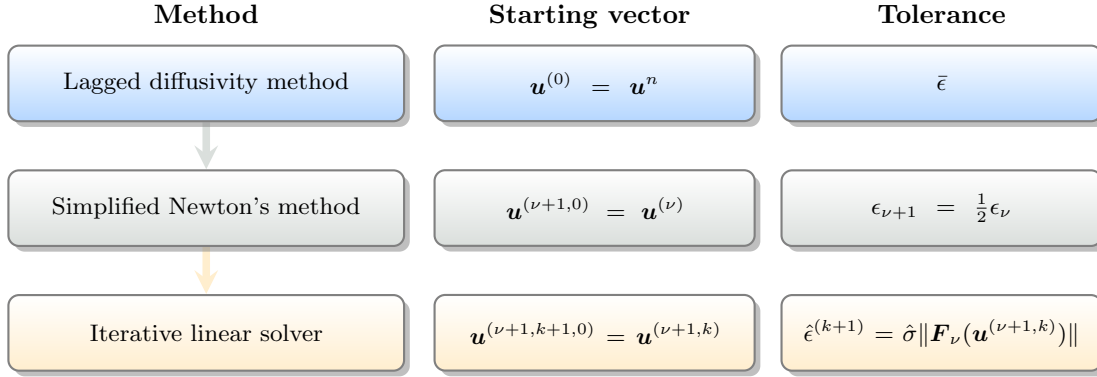 Method Starting vector Tolerance
Lagged diffusivity method 𝒖^(0) = 𝒖^n ε̄
Simplified Newton's method 𝒖^(ν+1,0) = 𝒖^(ν) ϵ_ν+1 = ½ϵ_ν
Iterative linear solver 𝒖^(ν+1,k+1,0) = 𝒖^(ν+1,k) ϵ̂^(k+1) = σ̂‖𝑭_ν(𝒖^(ν+1,k))‖